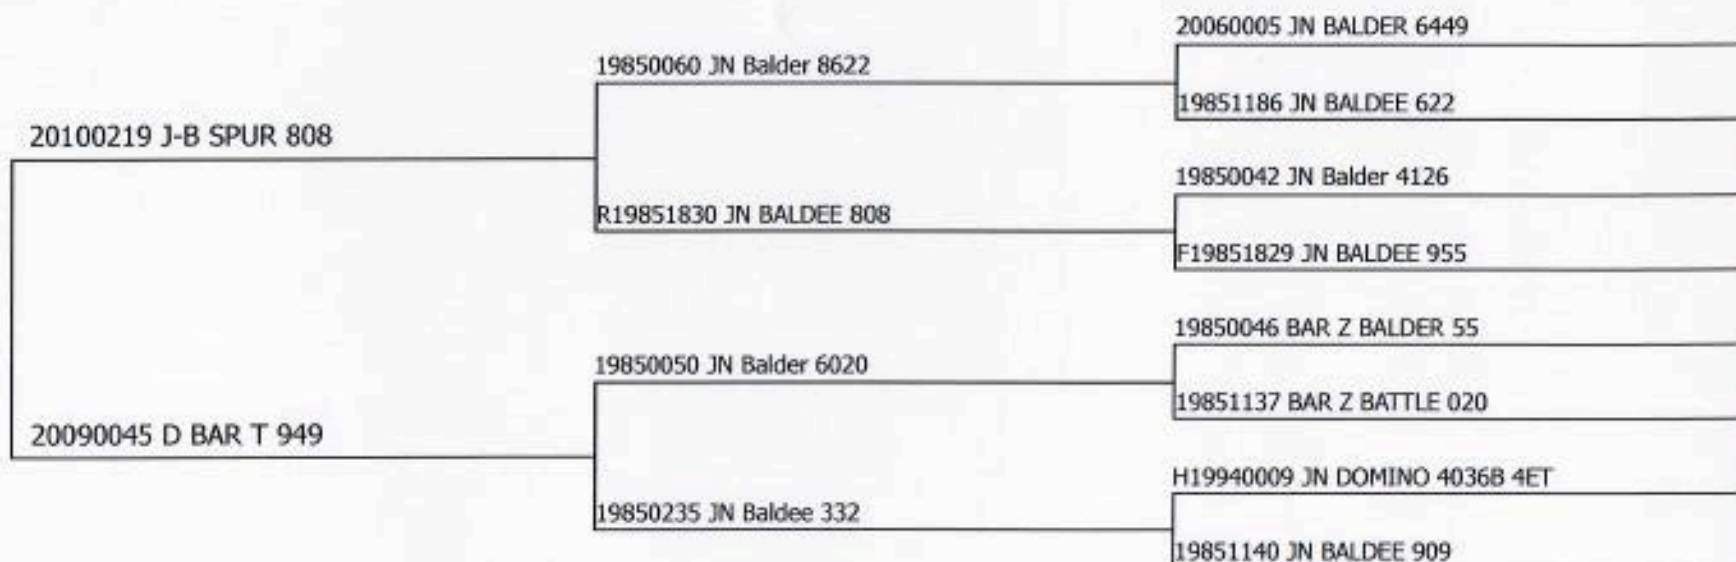 20060005 JN BALDER 6449
19850060 JN Balder 8622
19851186 JN BALDEE 622
20100219 J-B SPUR 808
19850042 JN Balder 4126
R19851830 JN BALDEE 808
F19851829 JN BALDEE 955
19850046 BAR Z BALDER 55
19850050 JN Balder 6020
19851137 BAR Z BATTLE 020
20090045 D BAR T 949
H19940009 JN DOMINO 4036B 4ET
19850235 JN Baldee 332
19851140 JN BALDEE 909